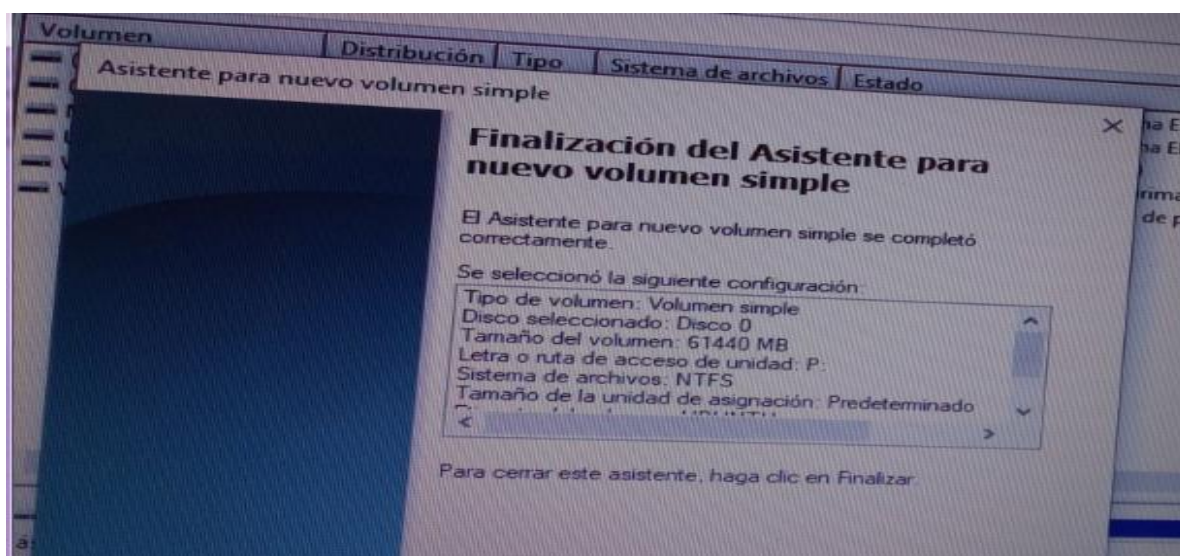 Volumen Distribución Tipo Sistema de archivos Estado
Asistente para nuevo volumen simple
Finalización del Asistente para
nuevo volumen simple
El Asistente para nuevo volumen simple se completó
correctamente.
Se seleccionó la siguiente configuración:
Tipo de volumen: Volumen simple
Disco seleccionado: Disco 0
Tamaño del volumen: 61440 MB
Letra o ruta de acceso de unidad: P:
Sistema de archivos: NTFS
Tamaño de la unidad de asignación: Predeterminado
Para cerrar este asistente, haga clic en Finalizar.